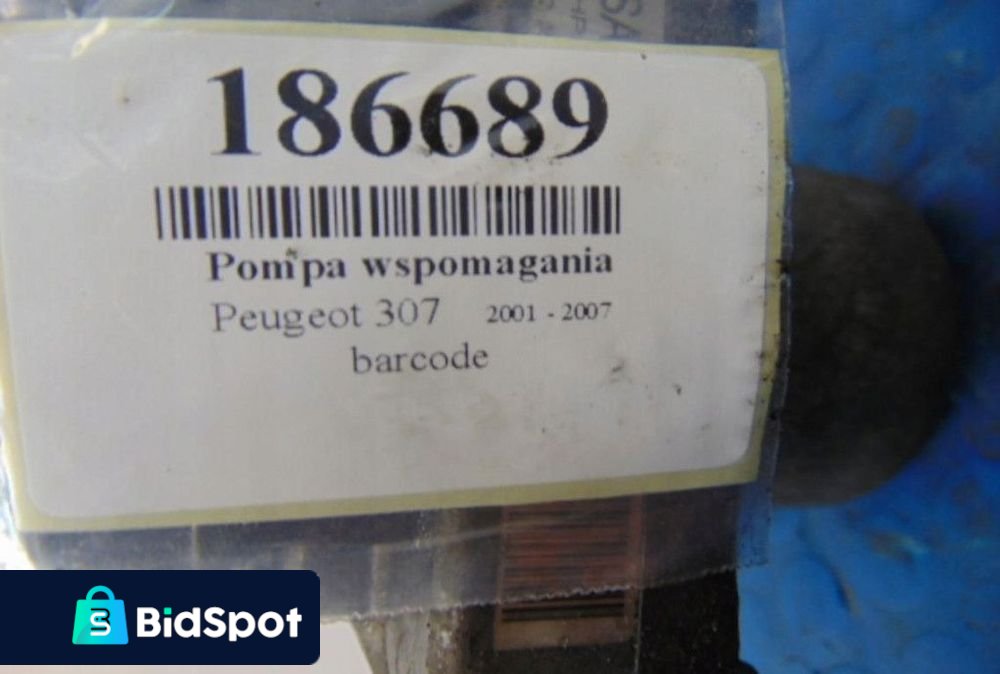 186689
Pompa wspomagania
Peugeot 307 2001 - 2007
barcode
BidSpot